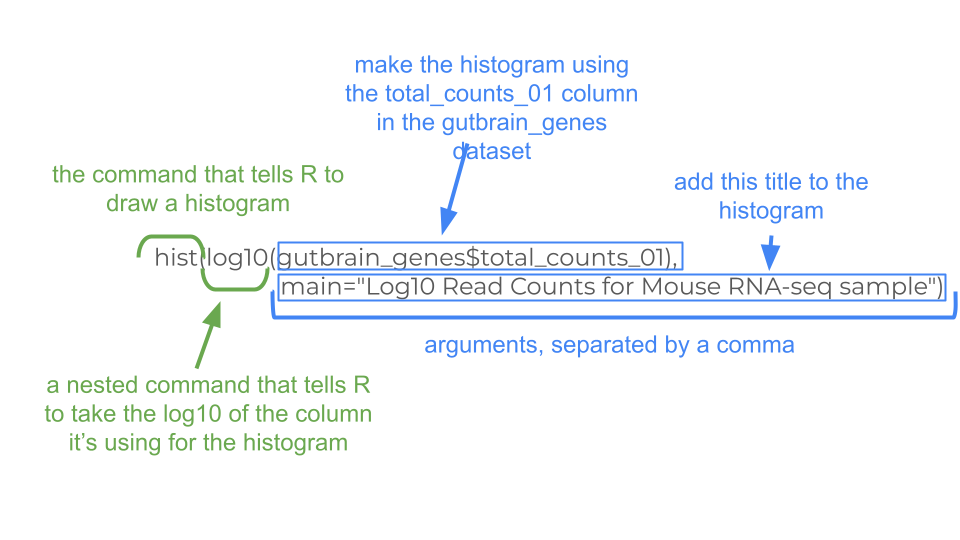 make the histogram using
the total_counts_01 column
in the gutbrain_genes
dataset
the command that tells R to
draw a histogram
add this title to the
histogram
hist(log10(gutbrain_genes$total_counts_01),
main="Log10 Read Counts for Mouse RNA-seq sample")
arguments, separated by a comma
a nested command that tells R
to take the log10 of the column
it’s using for the histogram